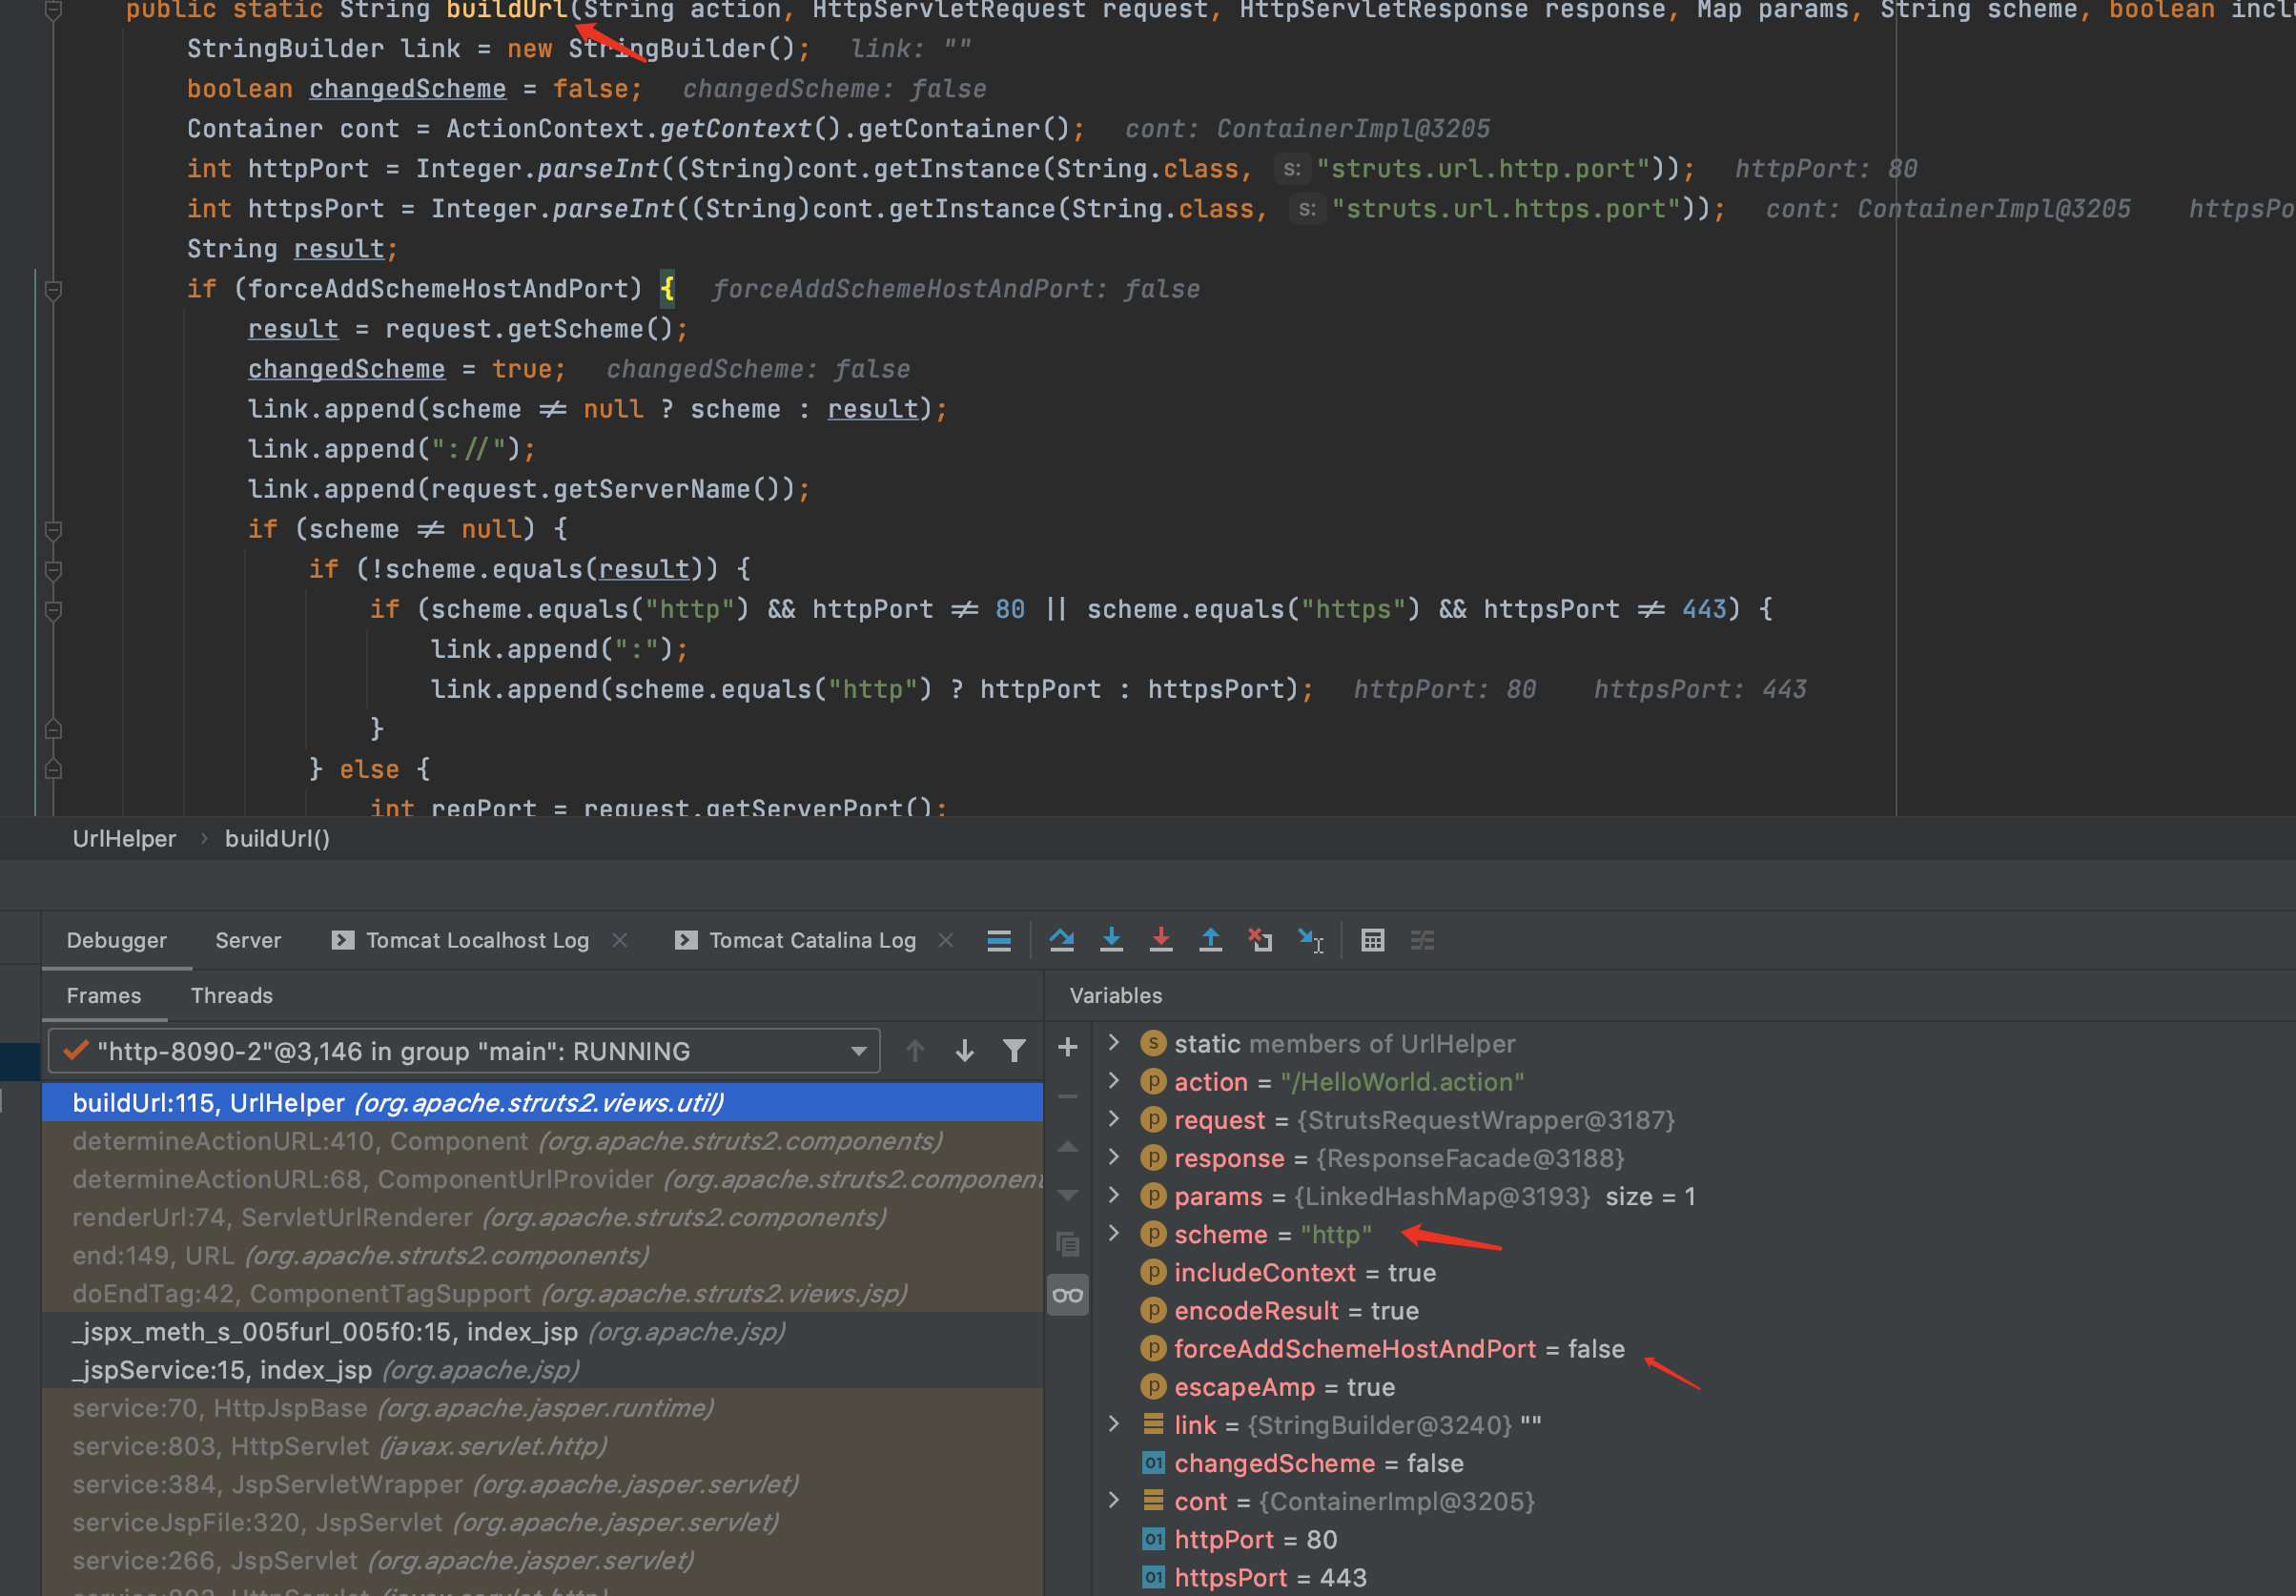 public static String buildUrl(String action, HttpServletRequest request, HttpServletResponse response, Map params, String scheme, boolean inclu
StringBuilder link = new StringBuilder(); link: ""
boolean changedScheme = false; changedScheme: false
Container cont = ActionContext.getContext().getContainer(); cont: ContainerImpl@3205
int httpPort = Integer.parseInt((String)cont.getInstance(String.class, s: "struts.url.http.port")); httpPort: 80
int httpsPort = Integer.parseInt((String)cont.getInstance(String.class, s: "struts.url.https.port")); cont: ContainerImpl@3205 httpsPo
String result;
if (forceAddSchemeHostAndPort) { forceAddSchemeHostAndPort: false
result = request.getScheme();
changedScheme = true; changedScheme: false
link.append(scheme ≠ null ? scheme : result);
link.append("://");
link.append(request.getServerName());
if (scheme ≠ null) {
if (!scheme.equals(result)) {
if (scheme.equals("http") && httpPort ≠ 80 || scheme.equals("https") && httpsPort ≠ 443) {
link.append(":");
link.append(scheme.equals("http") ? httpPort : httpsPort); httpPort: 80 httpsPort: 443
}
} else {
int reqPort = request.getServerPort();
UrlHelper › buildUrl()
Debugger Server Tomcat Localhost Log Tomcat Catalina Log
Frames Threads
"http-8090-2"@3,146 in group "main": RUNNING
buildUrl:115, UrlHelper (org.apache.struts2.views.util)
determineActionURL:410, Component (org.apache.struts2.components)
determineActionURL:68, ComponentUrlProvider (org.apache.struts2.component
renderUrl:74, ServletUrlRenderer (org.apache.struts2.components)
end:149, URL (org.apache.struts2.components)
doEndTag:42, ComponentTagSupport (org.apache.struts2.views.jsp)
_jspx_meth_s_005furl_005f0:15, index_jsp (org.apache.jsp)
_jspService:15, index_jsp (org.apache.jsp)
service:70, HttpJspBase (org.apache.jasper.runtime)
service:803, HttpServlet (javax.servlet.http)
service:384, JspServletWrapper (org.apache.jasper.servlet)
serviceJspFile:320, JspServlet (org.apache.jasper.servlet)
service:266, JspServlet (org.apache.jasper.servlet)
service:803, HttpServlet (javax.servlet.http)
Variables
static members of UrlHelper
action = "/HelloWorld.action"
request = {StrutsRequestWrapper@3187}
response = {ResponseFacade@3188}
params = {LinkedHashMap@3193} size = 1
scheme = "http"
includeContext = true
encodeResult = true
forceAddSchemeHostAndPort = false
escapeAmp = true
link = {StringBuilder@3240} ""
changedScheme = false
cont = {ContainerImpl@3205}
httpPort = 80
httpsPort = 443